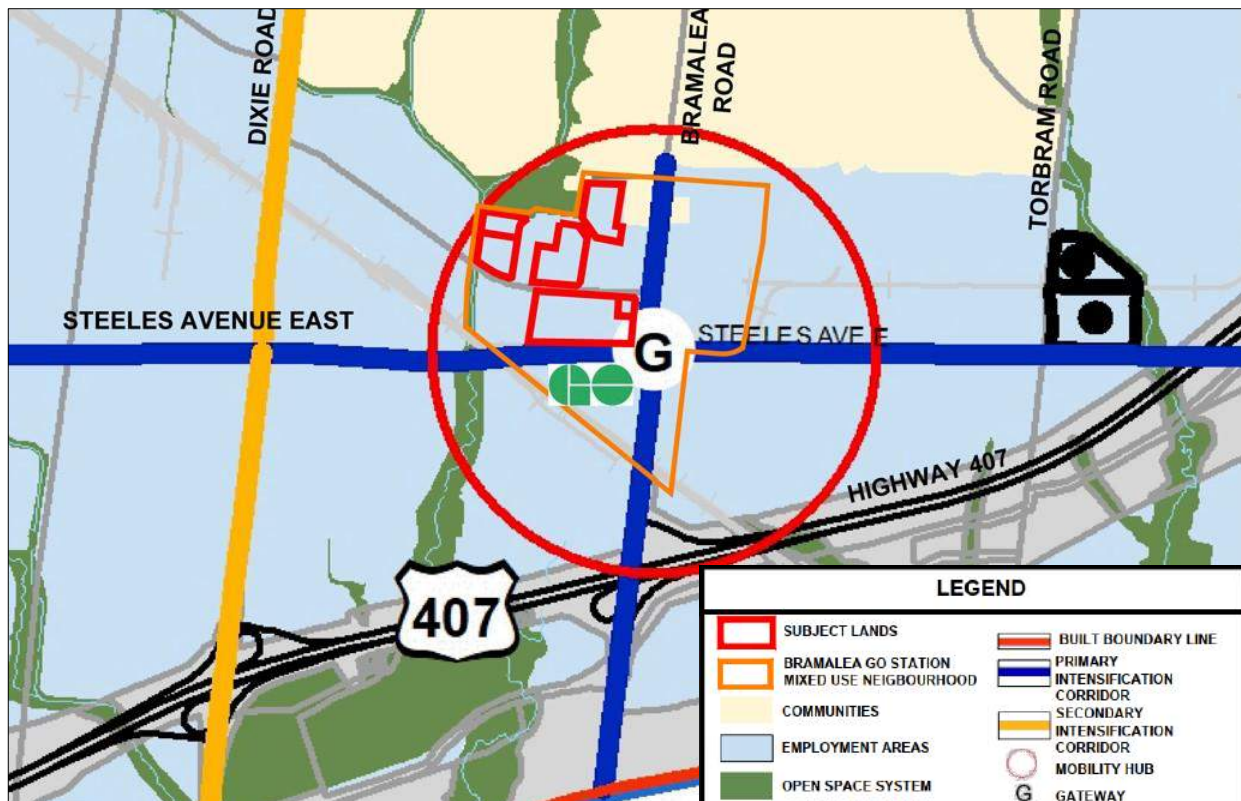 DIXIE ROAD
BRAMALEA
ROAD
TORBRAM ROAD
STEELES AVENUE EAST
STEELES AVE E
G
GO
HIGHWAY 407
407
LEGEND
SUBJECT LANDS
BRAMALEA GO STATION
MIXED USE NEIGBOURHOOD
COMMUNITIES
EMPLOYMENT AREAS
OPEN SPACE SYSTEM
BUILT BOUNDARY LINE
PRIMARY
INTENSIFICATION
CORRIDOR
SECONDARY
INTENSIFICATION
CORRIDOR
MOBILITY HUB
G GATEWAY